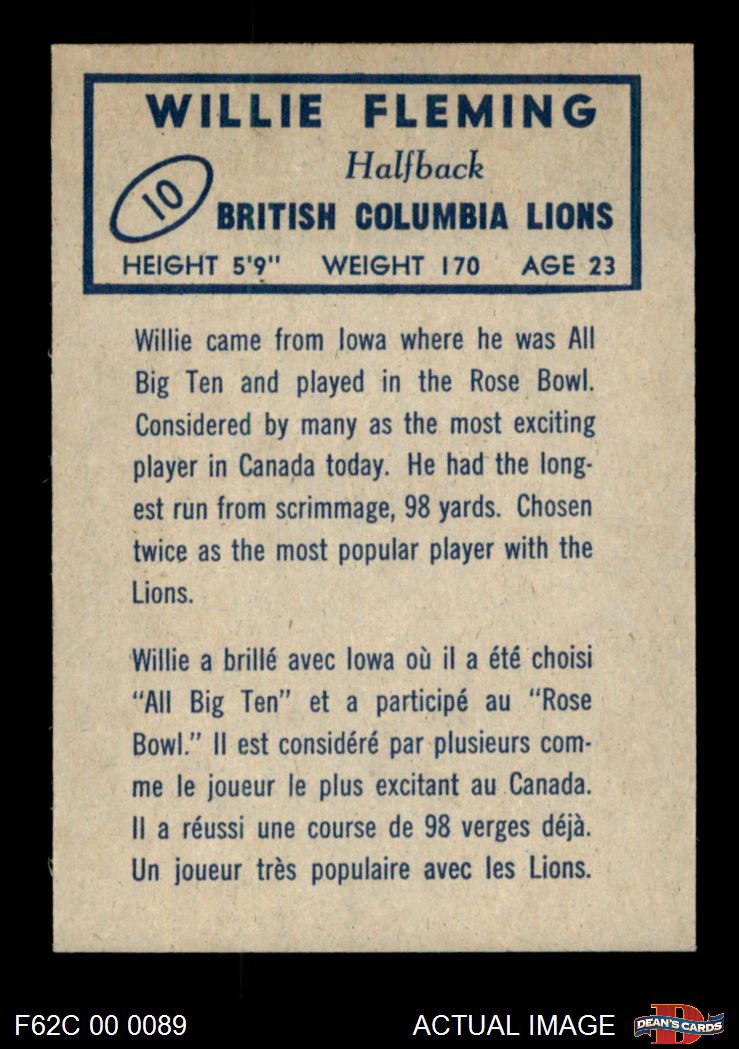 WILLIE FLEMING
Halfback
10
BRITISH COLUMBIA LIONS
HEIGHT 5'9" WEIGHT 170 AGE 23
Willie came from Iowa where he was All
Big Ten and played in the Rose Bowl.
Considered by many as the most exciting
player in Canada today. He had the long-
est run from scrimmage, 98 yards. Chosen
twice as the most popular player with the
Lions.
Willie a brillé avec Iowa où il a été choisi
“All Big Ten” et a participé au “Rose
Bowl.” Il est considéré par plusieurs com-
me le joueur le plus excitant au Canada.
Il a réussi une course de 98 verges déjà.
Un joueur très populaire avec les Lions.
F62C 00 0089 ACTUAL IMAGE
D
DEAN'S CARDS